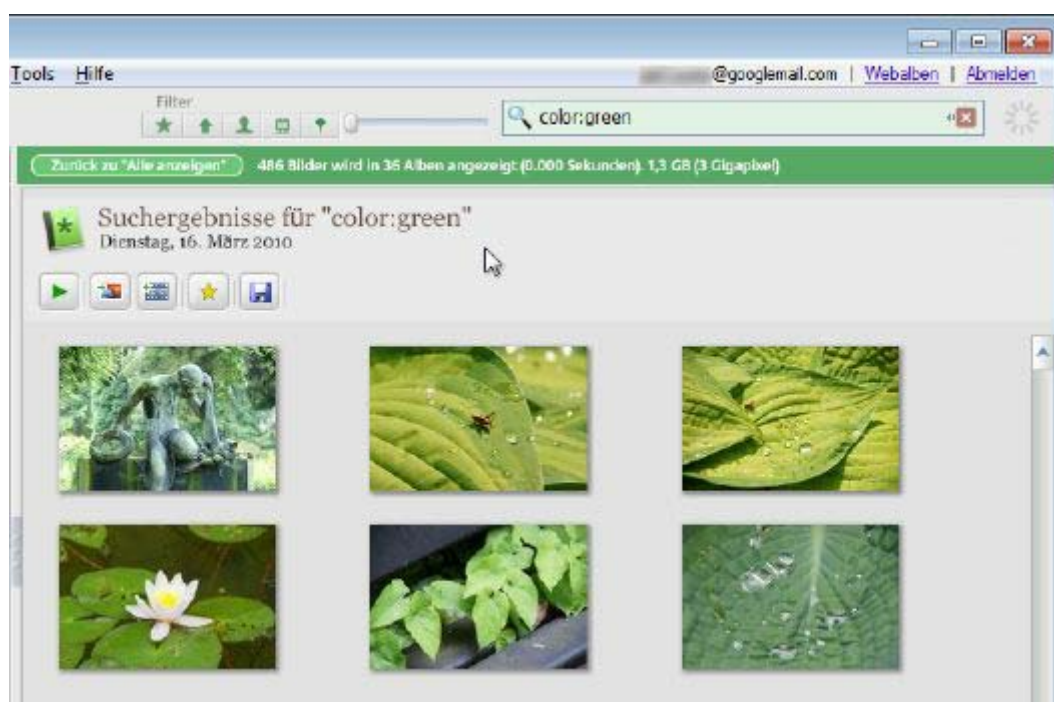 Tools Hilfe @googlemail.com | Webalben | Abmelden
Filter
color:green
Zurück zu "Alle anzeigen" 486 Bilder wird in 36 Alben angezeigt (0.000 Sekunden). 1,3 GB (3 Gigapixel)
Suchergebnisse für "color:green"
Dienstag, 16. März 2010